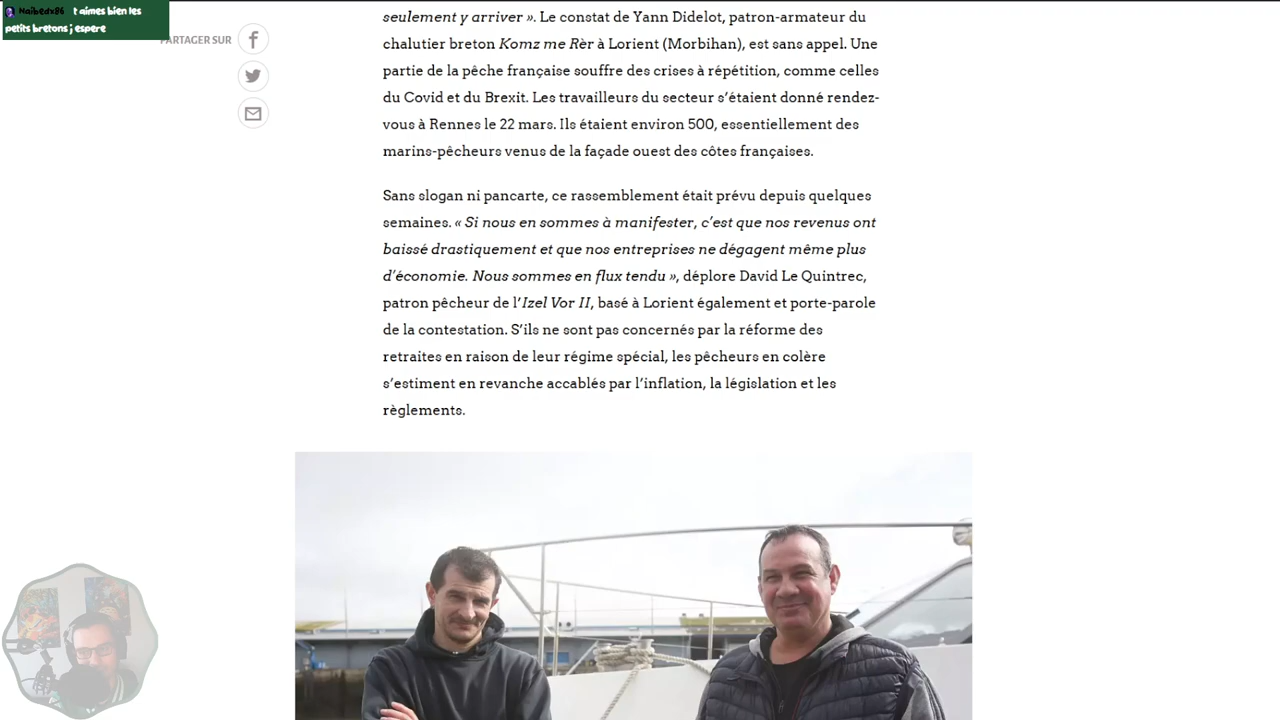 Naibedx86 t aimes bien les
petits bretons j espere
PARTAGER SUR
seulement y arriver ». Le constat de Yann Didelot, patron-armateur du
chalutier breton Komz me Rèr à Lorient (Morbihan), est sans appel. Une
partie de la pêche française souffre des crises à répétition, comme celles
du Covid et du Brexit. Les travailleurs du secteur s’étaient donné rendez-
vous à Rennes le 22 mars. Ils étaient environ 500, essentiellement des
marins-pêcheurs venus de la façade ouest des côtes françaises.
Sans slogan ni pancarte, ce rassemblement était prévu depuis quelques
semaines. « Si nous en sommes à manifester, c’est que nos revenus ont
baissé drastiquement et que nos entreprises ne dégagent même plus
d’économie. Nous sommes en flux tendu », déplore David Le Quintrec,
patron pêcheur de l’Izel Vor II, basé à Lorient également et porte-parole
de la contestation. S’ils ne sont pas concernés par la réforme des
retraites en raison de leur régime spécial, les pêcheurs en colère
s’estiment en revanche accablés par l’inflation, la législation et les
règlements.